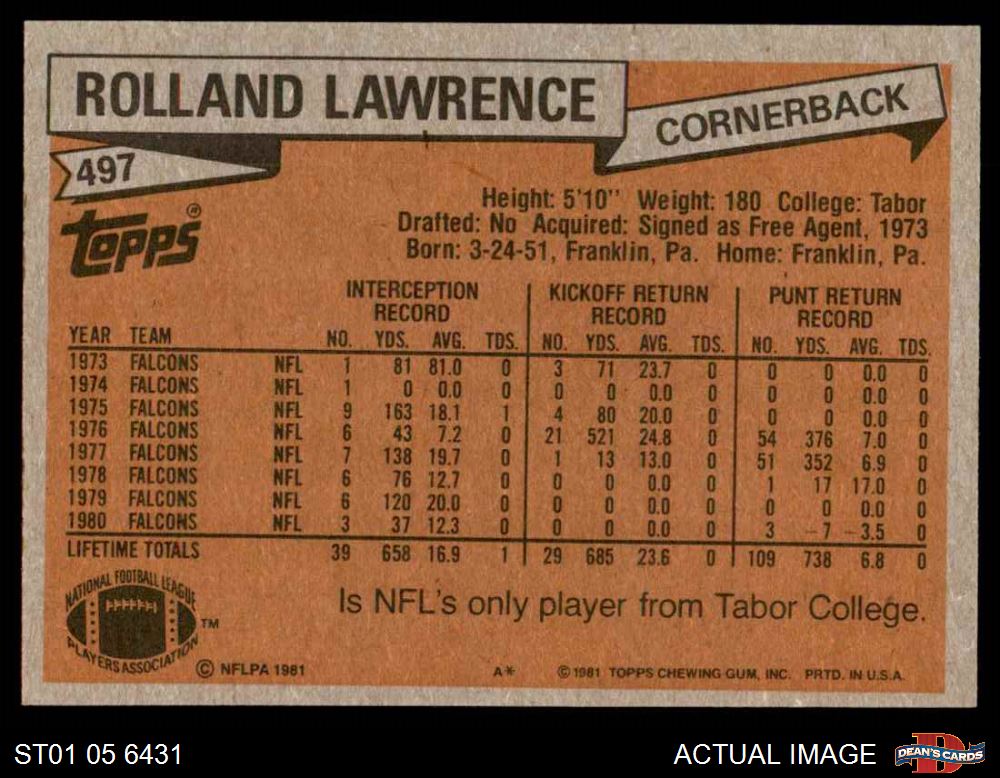 ROLLAND LAWRENCE
CORNERBACK
497
TOPPS®
Height: 5'10'' Weight: 180 College: Tabor
Drafted: No Acquired: Signed as Free Agent, 1973
Born: 3-24-51, Franklin, Pa. Home: Franklin, Pa.
INTERCEPTION RECORD KICKOFF RETURN RECORD PUNT RETURN RECORD
YEAR TEAM NO. YDS. AVG. TDS. NO. YDS. AVG. TDS. NO. YDS. AVG. TDS.
1973 FALCONS NFL 1 81 81.0 0 3 71 23.7 0 0 0 0.0 0
1974 FALCONS NFL 1 0 0.0 0 0 0 0.0 0 0 0 0.0 0
1975 FALCONS NFL 9 163 18.1 1 4 80 20.0 0 0 0 0.0 0
1976 FALCONS NFL 6 43 7.2 0 21 521 24.8 0 54 376 7.0 0
1977 FALCONS NFL 7 138 19.7 0 1 13 13.0 0 51 352 6.9 0
1978 FALCONS NFL 6 76 12.7 0 0 0 0.0 0 1 17 17.0 0
1979 FALCONS NFL 6 120 20.0 0 0 0 0.0 0 0 0 0.0 0
1980 FALCONS NFL 3 37 12.3 0 0 0 0.0 0 3 -7 -3.5 0
LIFETIME TOTALS 39 658 16.9 1 29 685 23.6 0 109 738 6.8 0
NATIONAL FOOTBALL LEAGUE
PLAYERS ASSOCIATION
TM
Is NFL's only player from Tabor College.
© NFLPA 1981 A* © 1981 TOPPS CHEWING GUM, INC. PRTD. IN U.S.A.
ST01 05 6431
ACTUAL IMAGE
D
DEAN'S CARDS